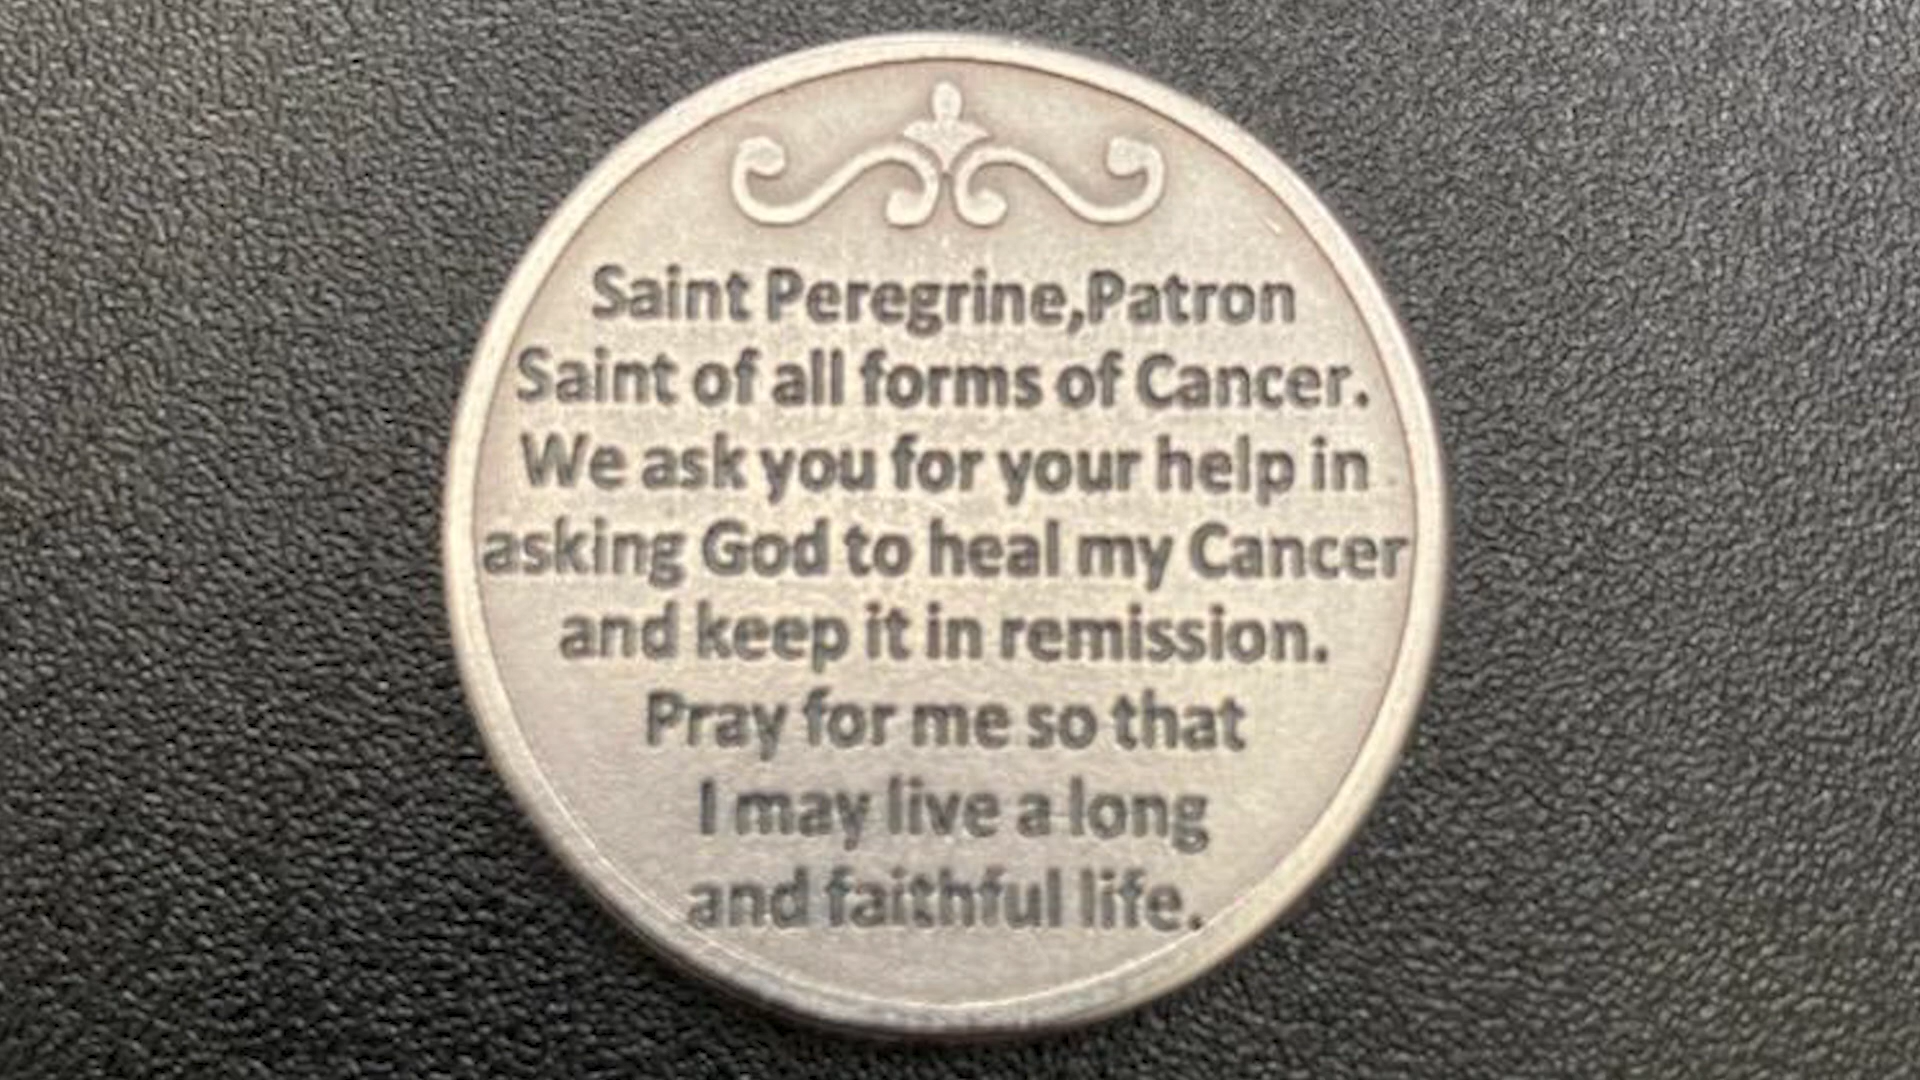 Saint Peregrine,Patron
Saint of all forms of Cancer.
We ask you for your help in
asking God to heal my Cancer
and keep it in remission.
Pray for me so that
I may live a long
and faithful life.